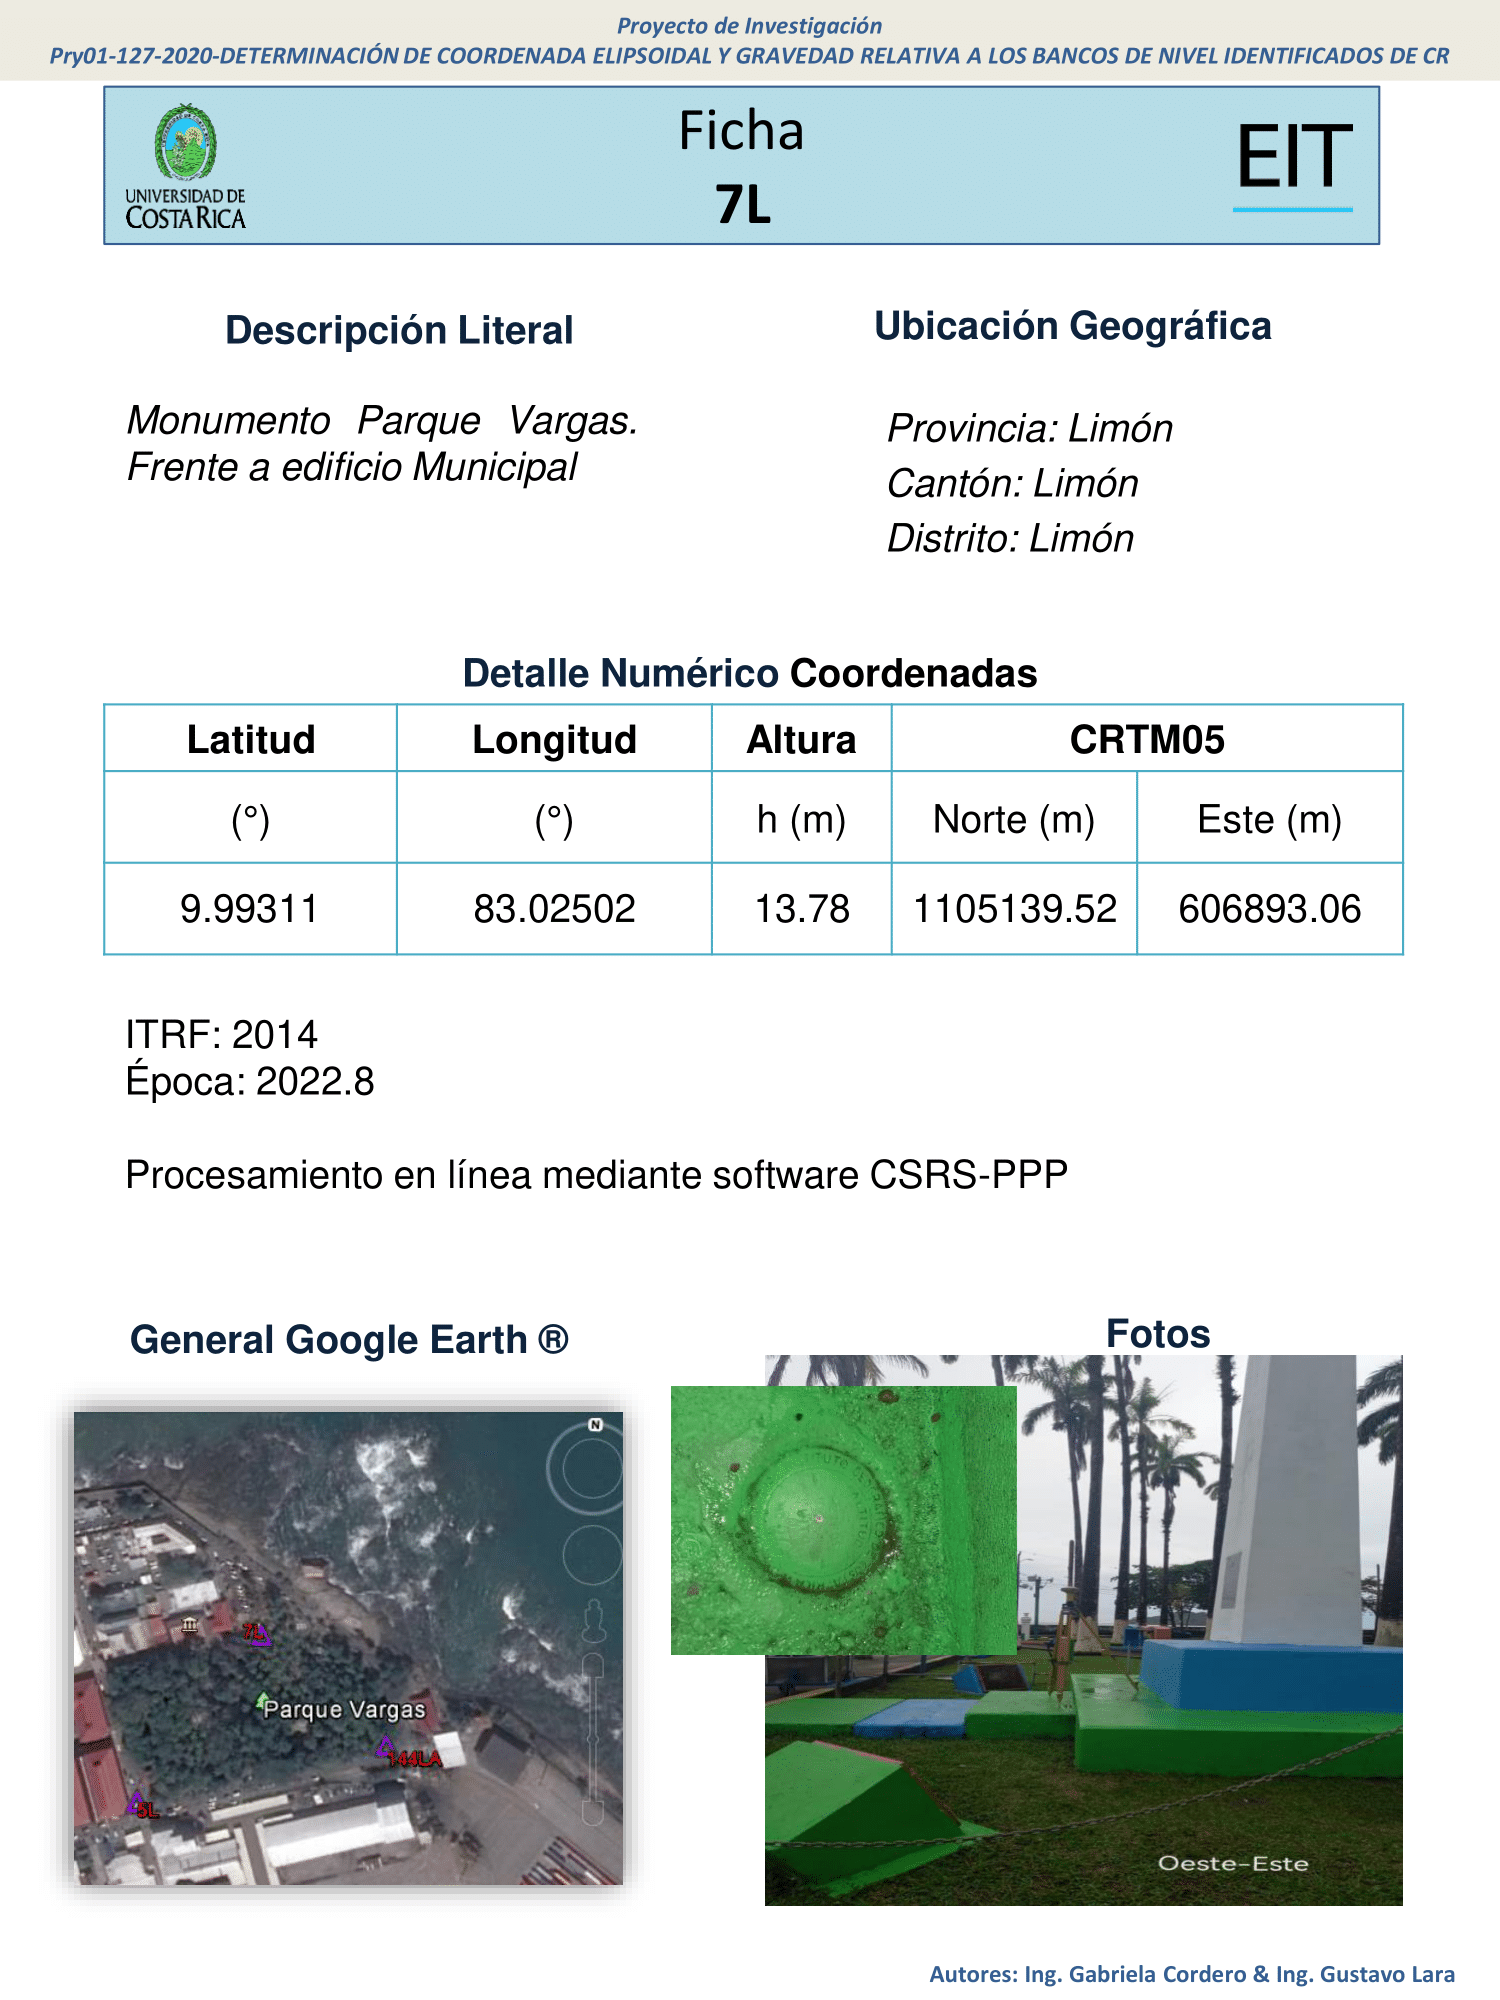 Proyecto de Investigación
Pry01-127-2020-DETERMINACIÓN DE COORDENADA ELIPSOIDAL Y GRAVEDAD RELATIVA A LOS BANCOS DE NIVEL IDENTIFICADOS DE CR
UNIVERSIDAD DE
COSTA RICA
Ficha
7L
EIT
Descripción Literal
Monumento Parque Vargas.
Frente a edificio Municipal
Ubicación Geográfica
Provincia: Limón
Cantón: Limón
Distrito: Limón
Detalle Numérico Coordenadas
Latitud Longitud Altura CRTM05
(°) (°) h (m) Norte (m) Este (m)
9.99311 83.02502 13.78 1105139.52 606893.06
ITRF: 2014
Época: 2022.8
Procesamiento en línea mediante software CSRS-PPP
General Google Earth ®
N
7L
Parque Vargas
144LA
5L
Fotos
Oeste-Este
Autores: Ing. Gabriela Cordero & Ing. Gustavo Lara